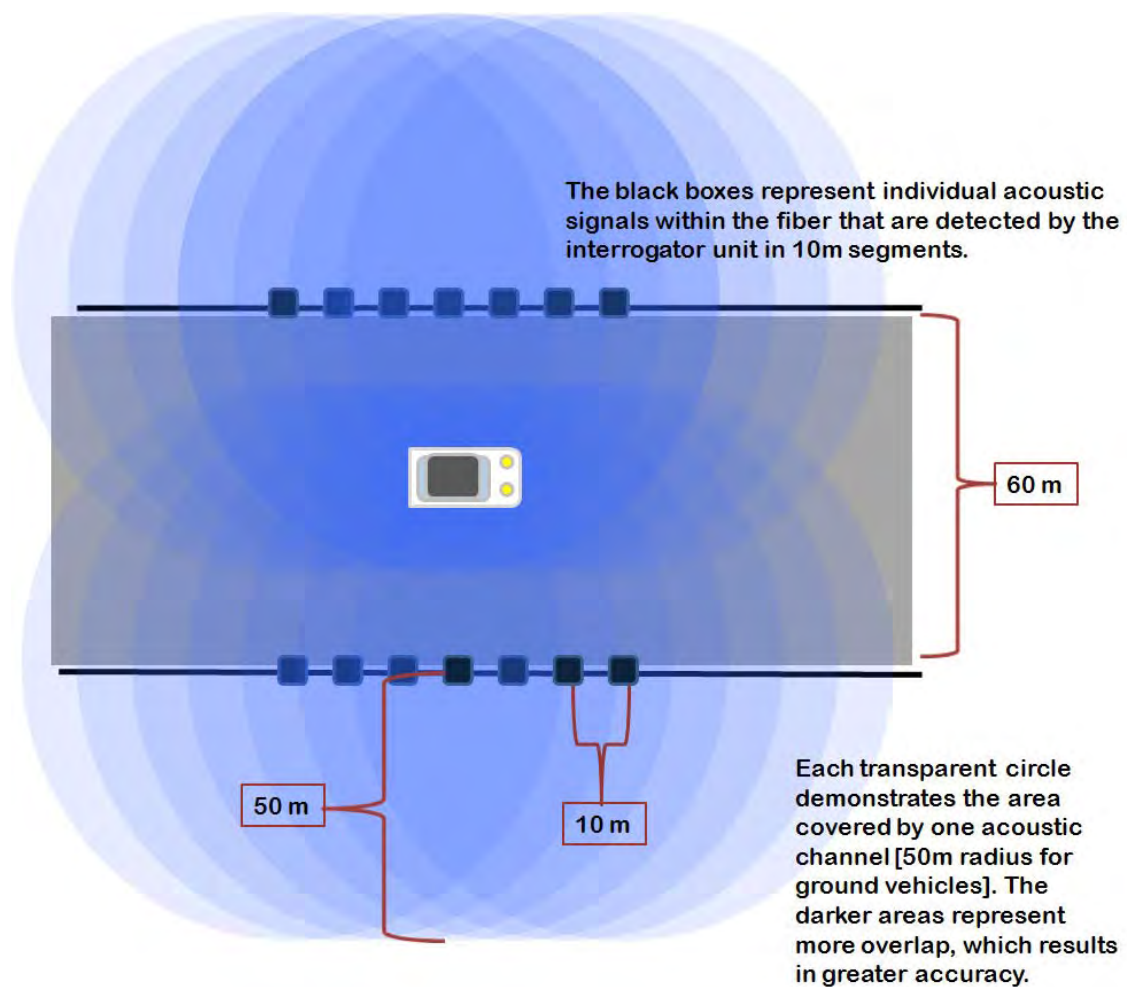 The black boxes represent individual acoustic
signals within the fiber that are detected by the
interrogator unit in 10m segments.
60 m
50 m
10 m
Each transparent circle
demonstrates the area
covered by one acoustic
channel [50m radius for
ground vehicles]. The
darker areas represent
more overlap, which results
in greater accuracy.